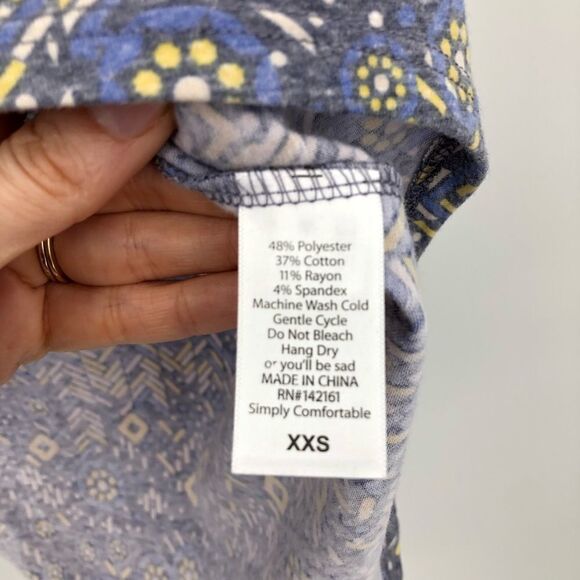 48% Polyester
37% Cotton
11% Rayon
4% Spandex
Machine Wash Cold
Gentle Cycle
Do Not Bleach
Hang Dry
or you'll be sad
MADE IN CHINA
RN#142161
Simply Comfortable
XXS